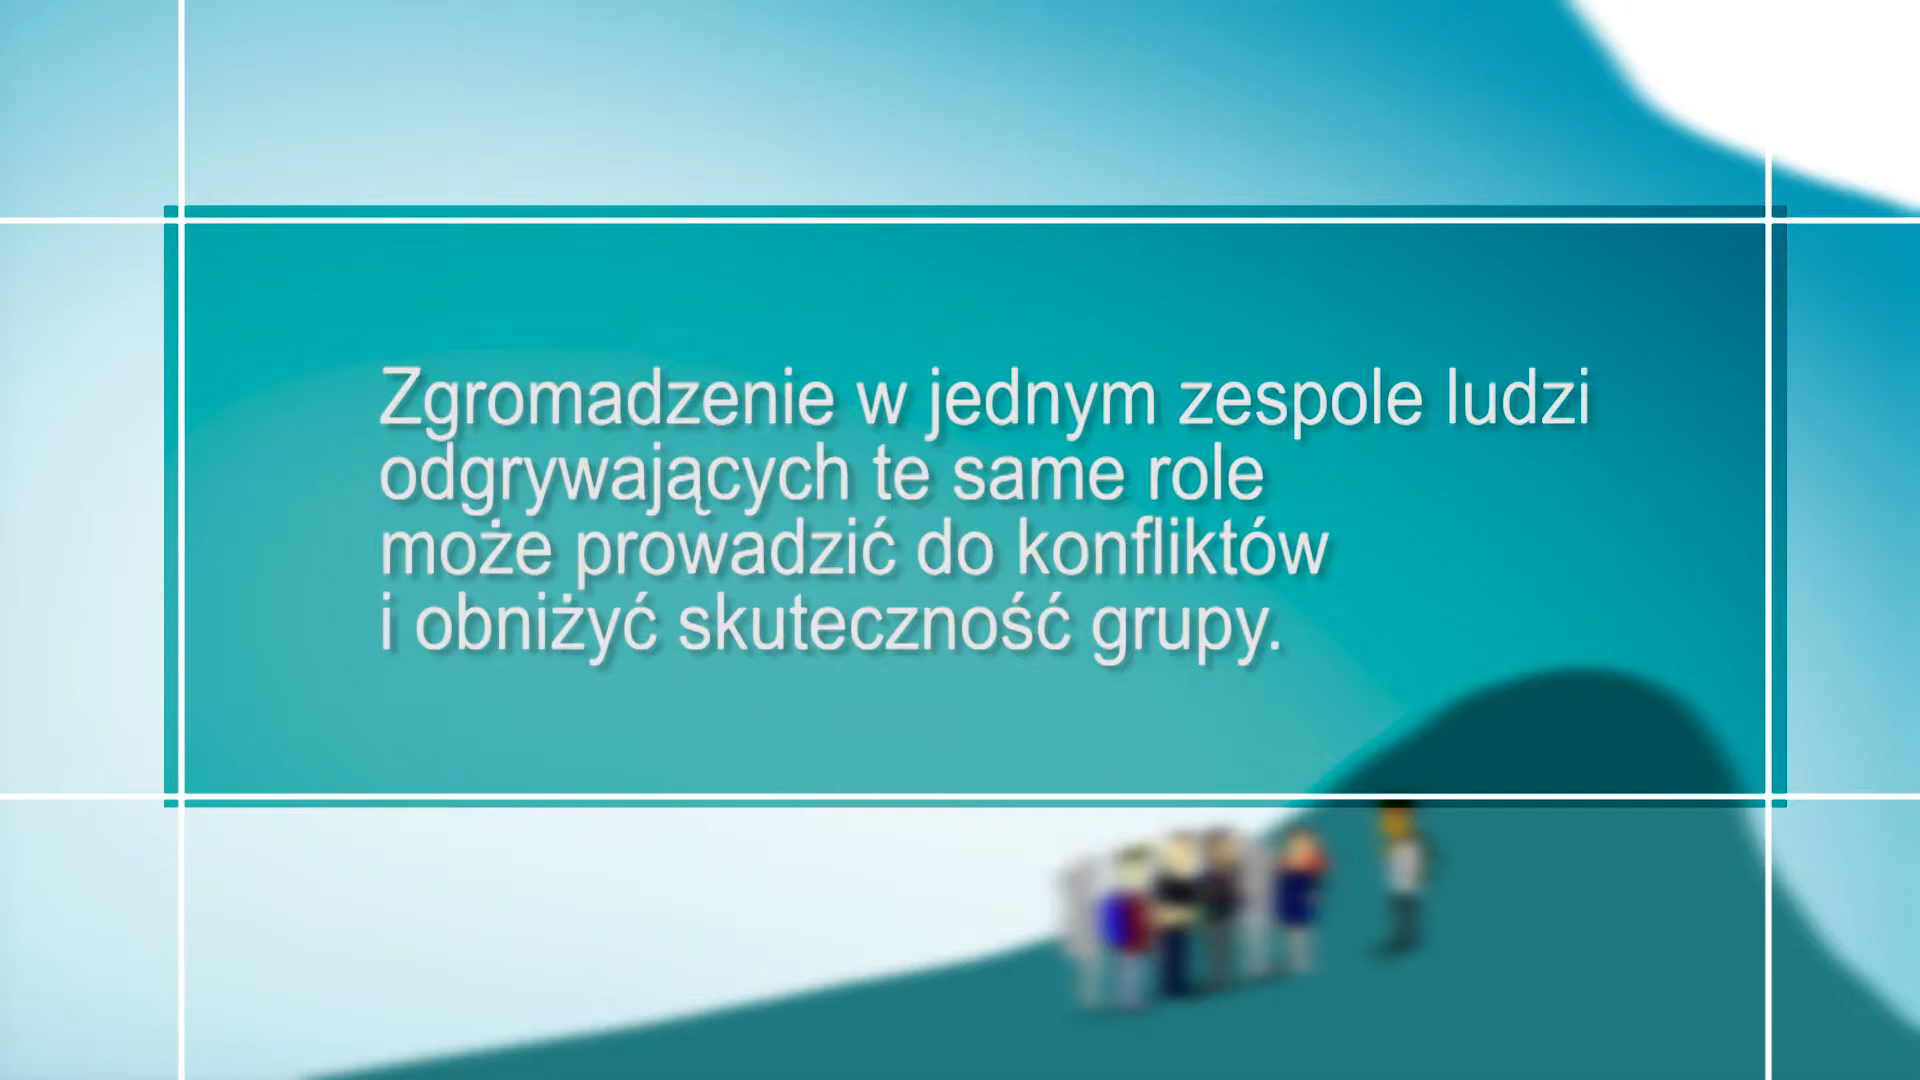 Zgromadzenie w jednym zespole ludzi
odgrywających te same role
może prowadzić do konfliktów
i obniżyć skuteczność grupy.